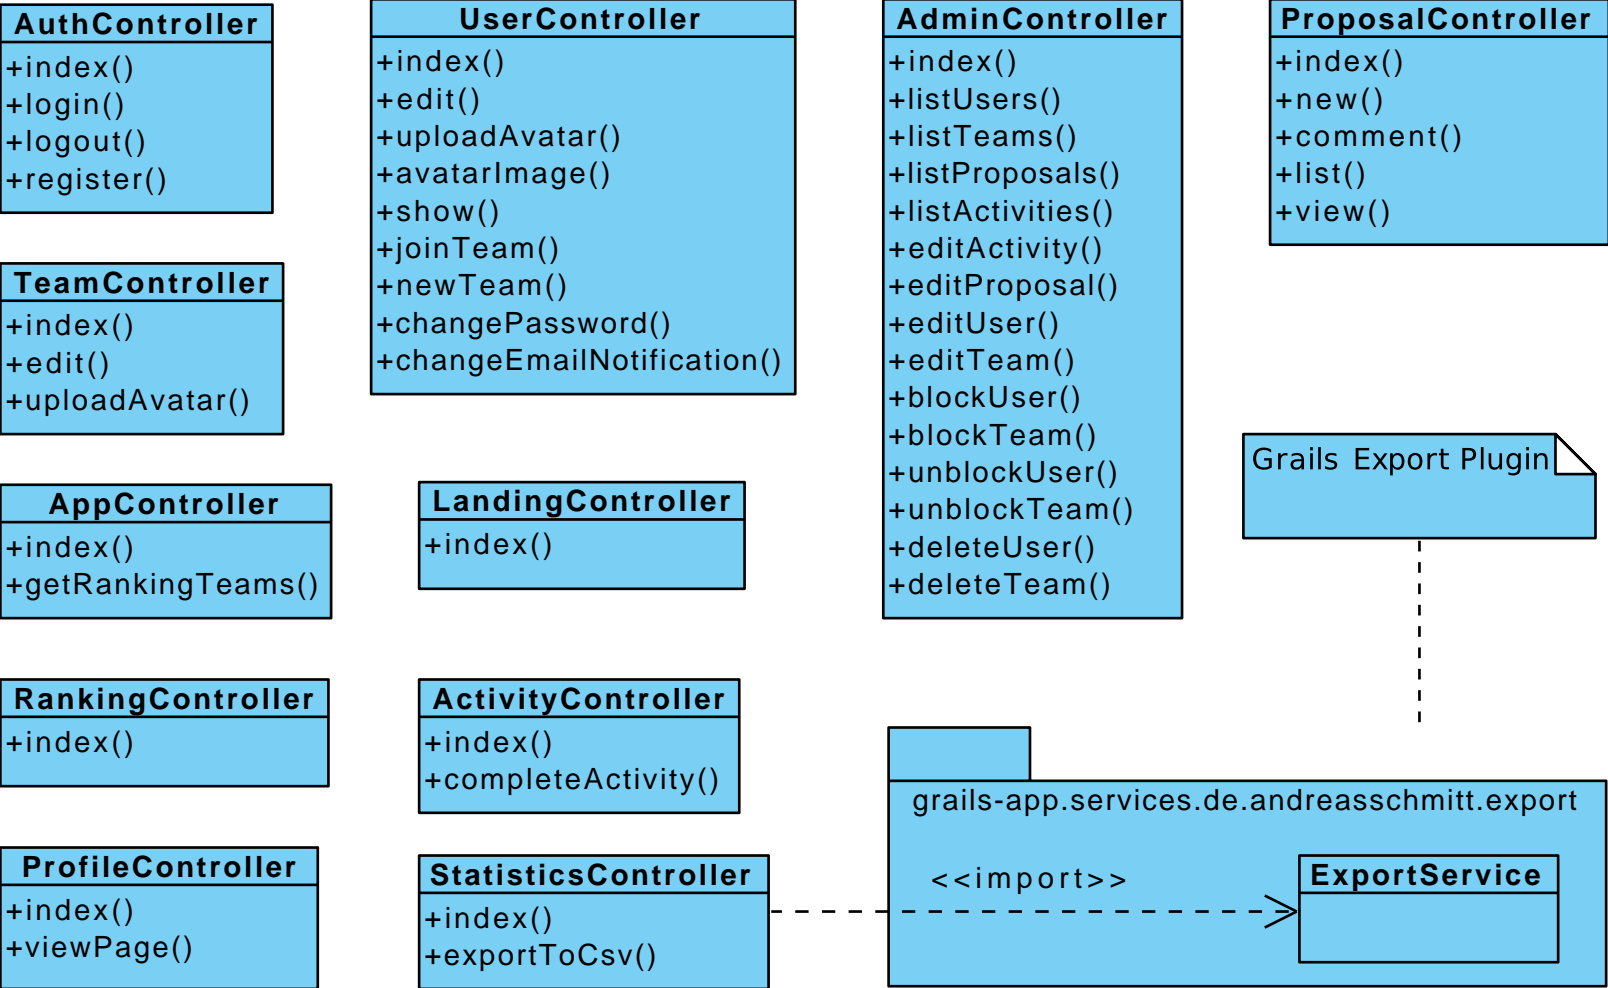 AuthController
+index()
+login()
+logout()
+register()
UserController
+index()
+edit()
+uploadAvatar()
+avatarImage()
+show()
+joinTeam()
+newTeam()
+changePassword()
+changeEmailNotification()
AdminController
+index()
+listUsers()
+listTeams()
+listProposals()
+listActivities()
+editActivity()
+editProposal()
+editUser()
+editTeam()
+blockUser()
+blockTeam()
+unblockUser()
+unblockTeam()
+deleteUser()
+deleteTeam()
ProposalController
+index()
+new()
+comment()
+list()
+view()
TeamController
+index()
+edit()
+uploadAvatar()
Grails Export Plugin
AppController
+index()
+getRankingTeams()
LandingController
+index()
RankingController
+index()
ActivityController
+index()
+completeActivity()
grails-app.services.de.andreasschmitt.export
ProfileController
+index()
+viewPage()
StatisticsController
+index()
+exportToCsv()
<<import>>
ExportService